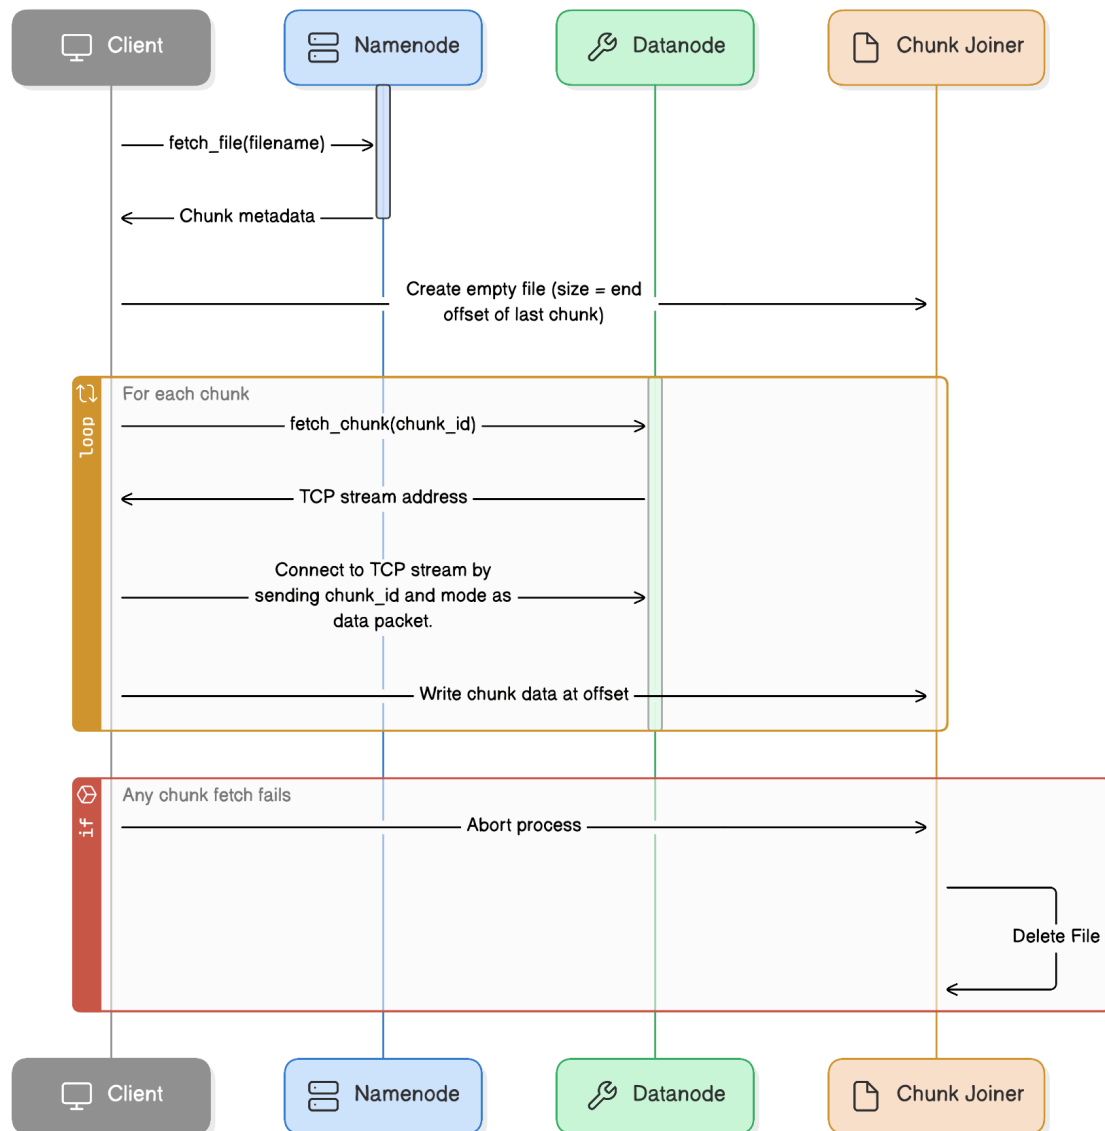 Client
Namenode
Datanode
Chunk Joiner
fetch_file(filename)
Chunk metadata
Create empty file (size = end
offset of last chunk)
loop
For each chunk
fetch_chunk(chunk_id)
TCP stream address
Connect to TCP stream by
sending chunk_id and mode as
data packet.
Write chunk data at offset
if
Any chunk fetch fails
Abort process
Delete File
Client
Namenode
Datanode
Chunk Joiner